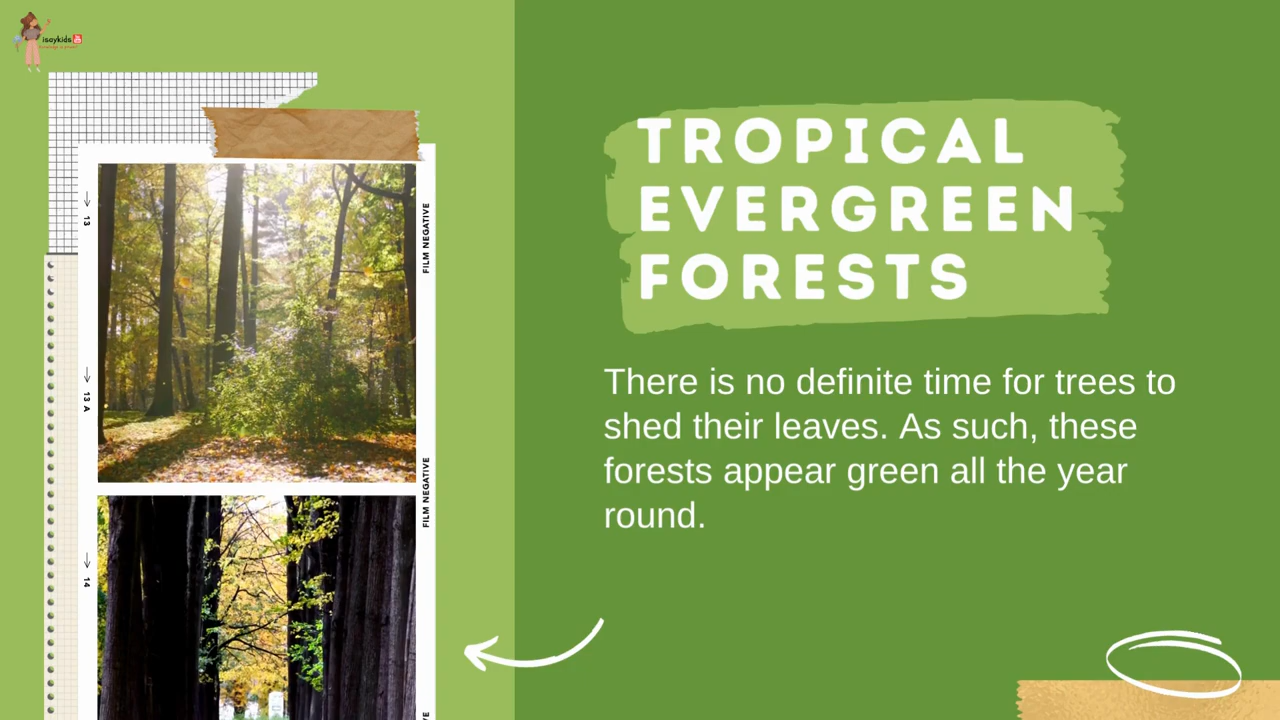 isaykids
TROPICAL
EVERGREEN
FORESTS
There is no definite time for trees to
shed their leaves. As such, these
forests appear green all the year
round.
13
13 A
14
FILM NEGATIVE
FILM NEGATIVE